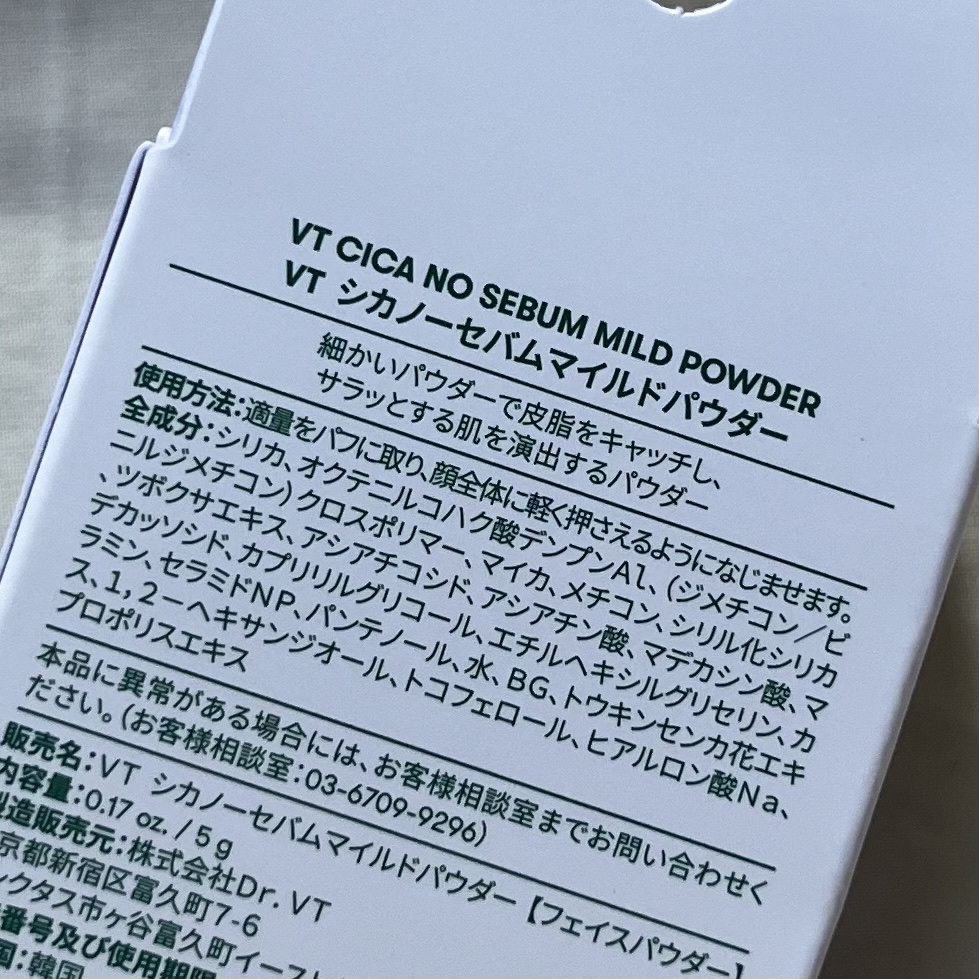 VT CICA NO SEBUM MILD POWDER
VT シカノーセバムマイルドパウダー
細かいパウダーで皮脂をキャッチし、
サラッとする肌を演出するパウダー
使用方法：適量をパフに取り、顔全体に軽く押さえるようになじませます。
全成分：シリカ、オクテニルコハク酸デンプンAl、（ジメチコン／ビ
ニルジメチコン）クロスポリマー、マイカ、メチコン、シリル化シリカ
、ツボクサエキス、アシアチコシド、アシアチン酸、マデカシン酸、マ
デカッソシド、カプリリルグリコール、エチルヘキシルグリセリン、カ
ラミン、セラミドNP、パンテノール、水、BG、トウキンセンカ花エキ
ス、1，2－ヘキサンジオール、トコフェロール、ヒアルロン酸Na、
プロポリスエキス
本品に異常がある場合には、お客様相談室までお問い合わせく
ださい。（お客様相談室：03-6709-9296）
販売名：VT シカノーセバムマイルドパウダー【フェイスパウダー】
内容量：0.17 oz. / 5 g
製造販売元：株式会社Dr. VT
京都新宿区富久町7-6
クタス市ヶ谷富久町イースト
番号及び使用期限
国：韓国